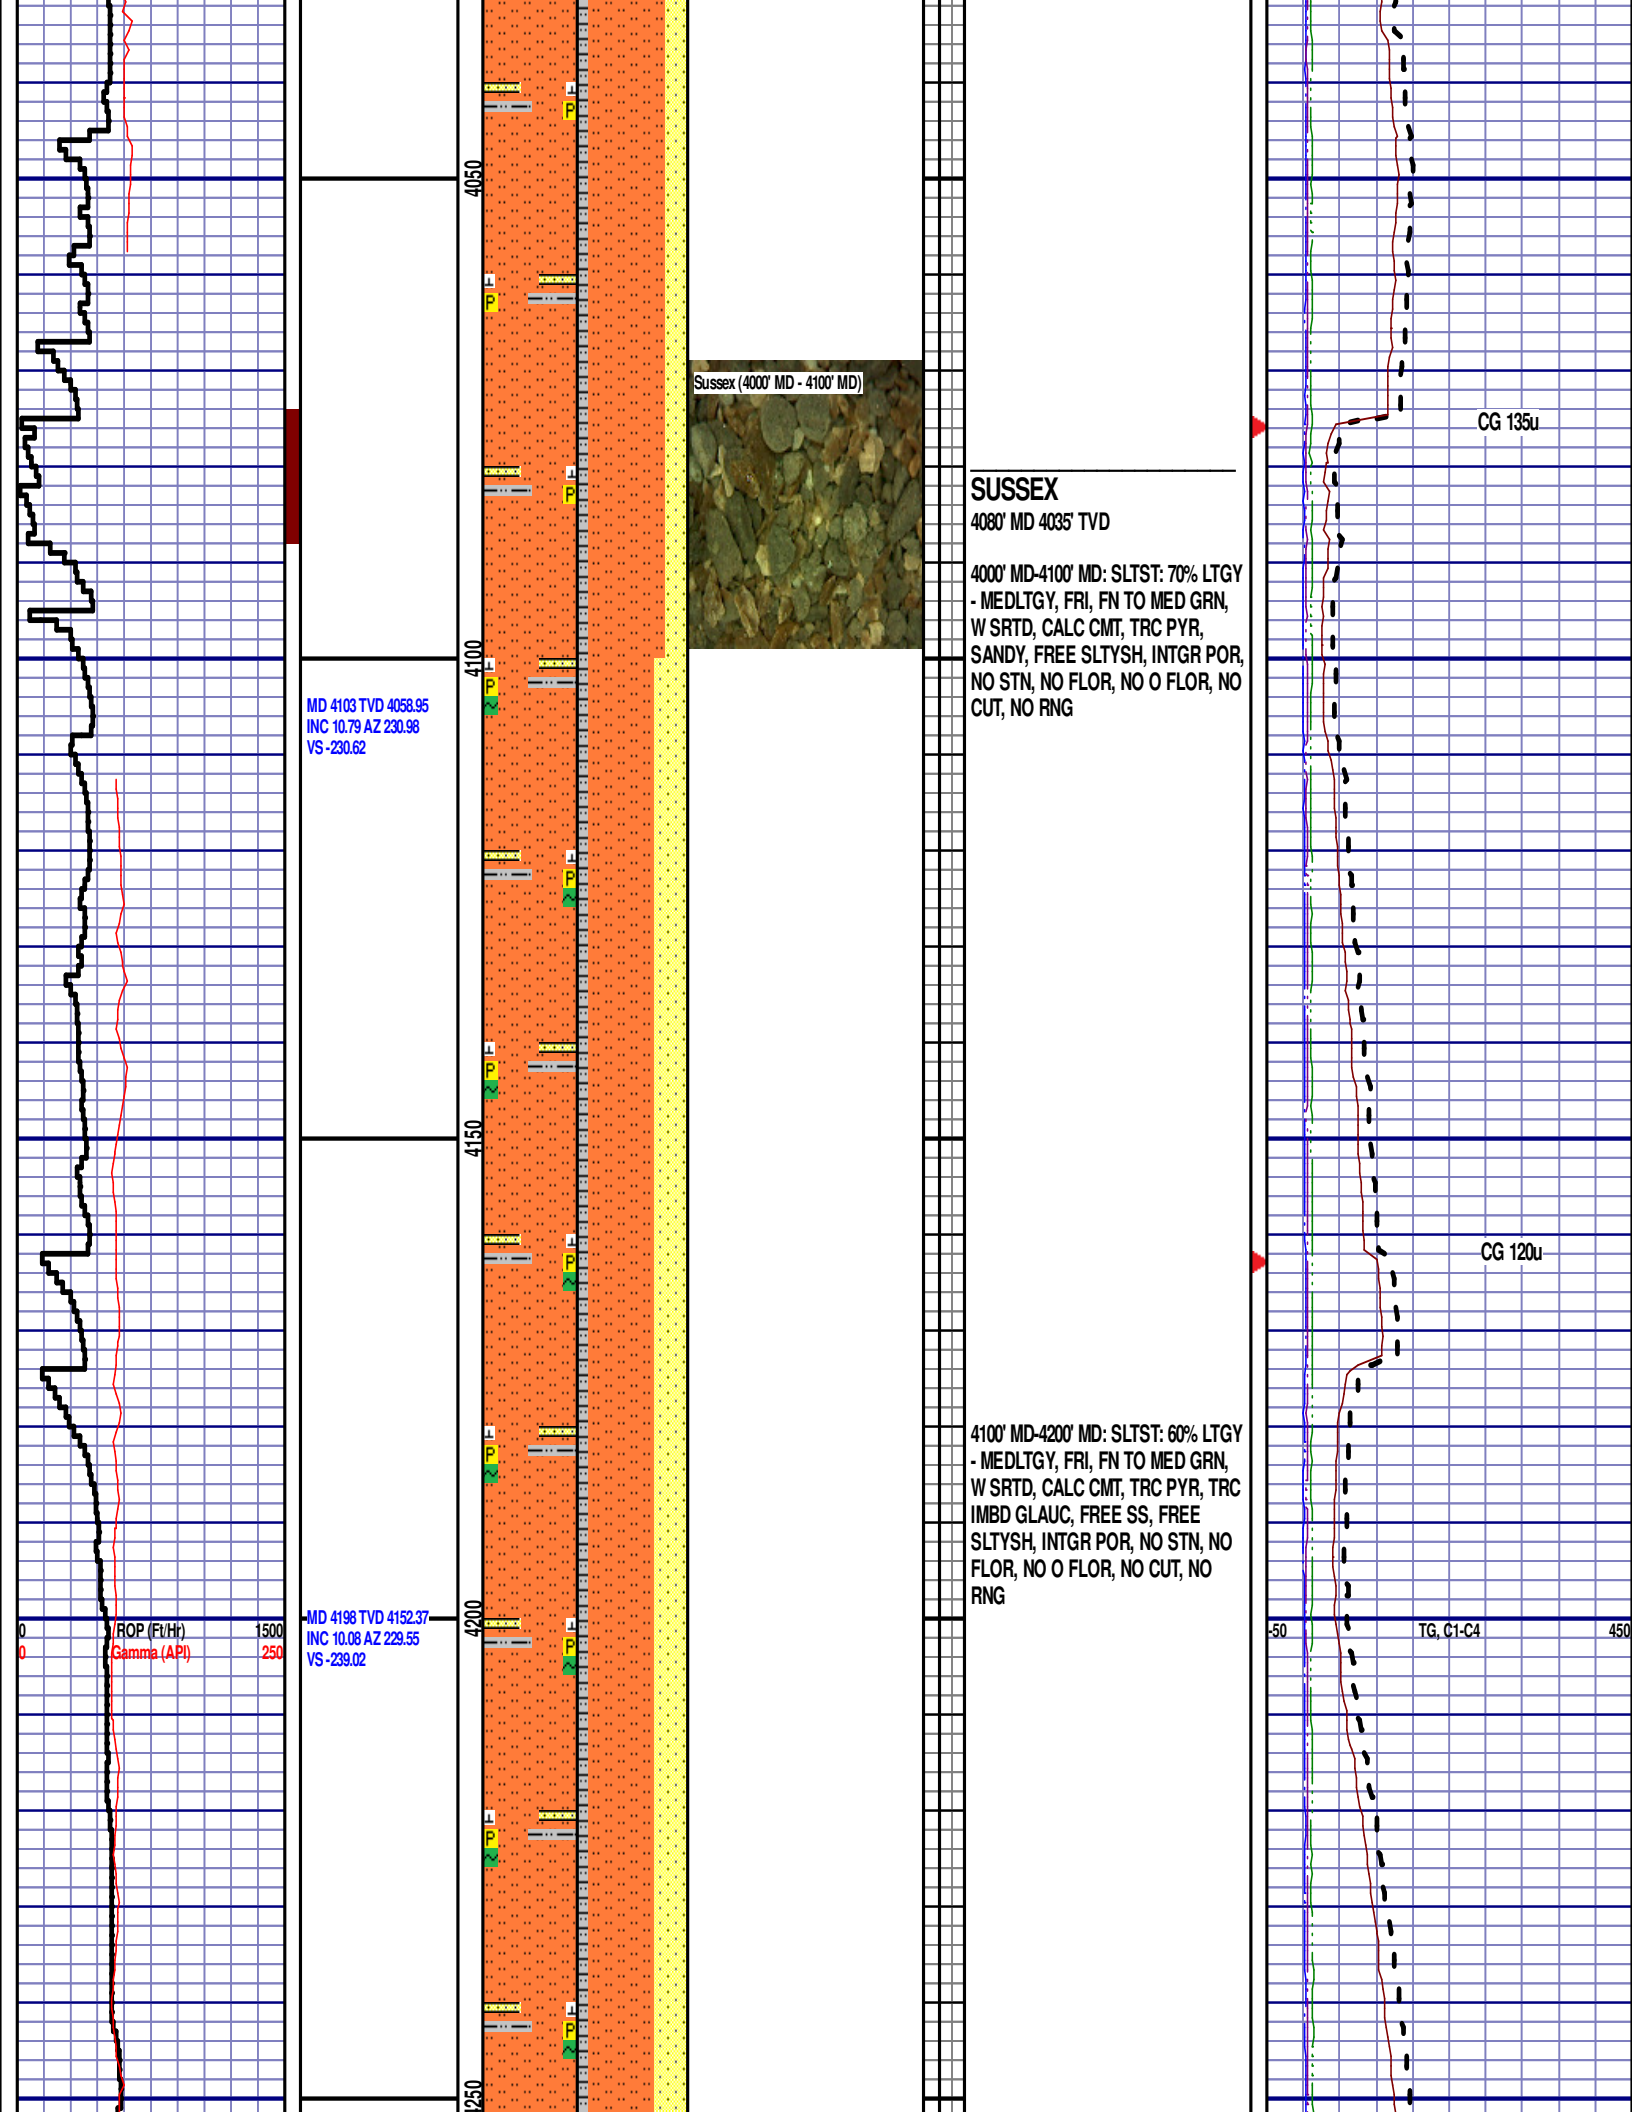 4050
Sussex (4000' MD - 4100' MD)
CG 135u
SUSSEX
4080' MD 4035' TVD
4000' MD-4100' MD: SLTST: 70% LTGY
- MEDLTGY, FRI, FN TO MED GRN,
W SRTD, CALC CMT, TRC PYR,
SANDY, FREE SLTYSH, INTGR POR,
NO STN, NO FLOR, NO O FLOR, NO
CUT, NO RNG
4100
MD 4103 TVD 4058.95
INC 10.79 AZ 230.98
VS -230.62
4150
CG 120u
4100' MD-4200' MD: SLTST: 60% LTGY
- MEDLTGY, FRI, FN TO MED GRN,
W SRTD, CALC CMT, TRC PYR, TRC
IMBD GLAUC, FREE SS, FREE
SLTYSH, INTGR POR, NO STN, NO
FLOR, NO O FLOR, NO CUT, NO
RNG
4200
0 ROP (Ft/Hr) 1500
0 Gamma (API) 250
MD 4198 TVD 4152.37
INC 10.08 AZ 229.55
VS -239.02
-50 TG, C1-C4 450
4250
P
P
P
P
P
P
P
P
P
P
P